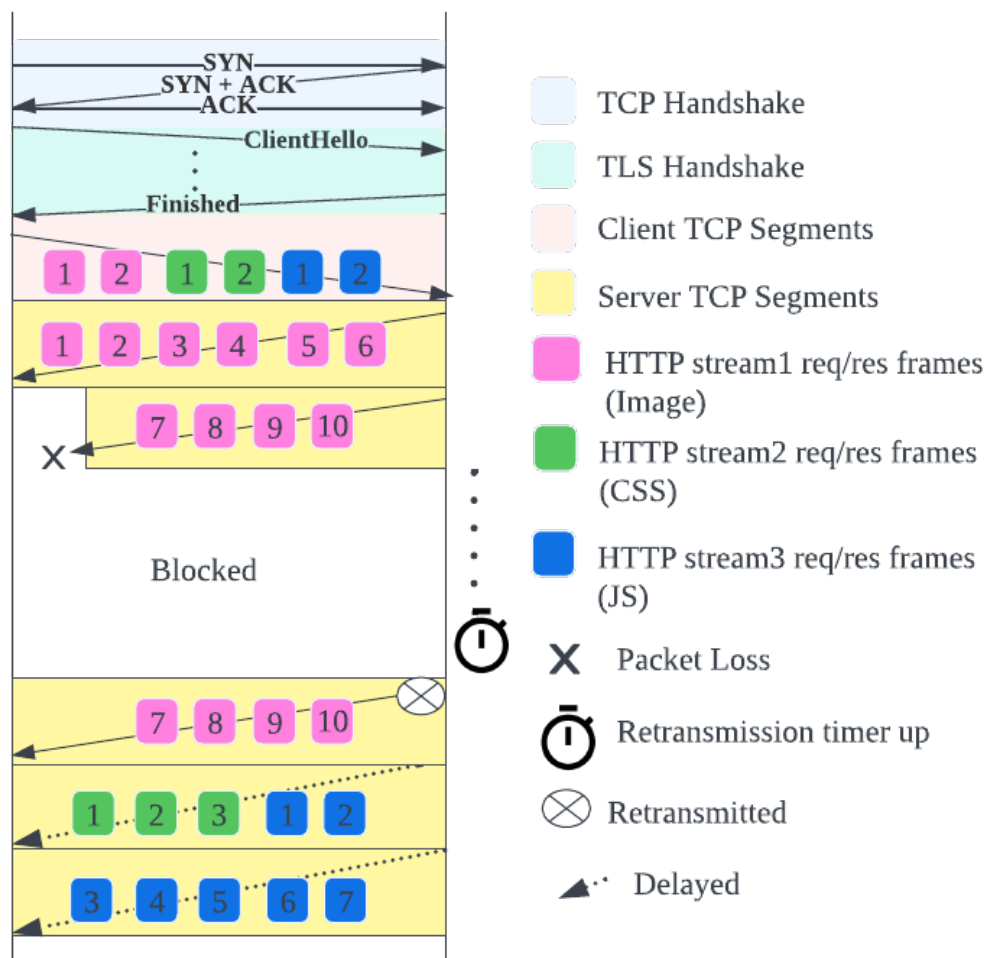 SYN
SYN + ACK
ACK
ClientHello
Finished
1 2 1 2 1 2
1 2 3 4 5 6
7 8 9 10
X
Blocked
7 8 9 10
1 2 3 1 2
3 4 5 6 7
TCP Handshake
TLS Handshake
Client TCP Segments
Server TCP Segments
HTTP stream1 req/res frames
(Image)
HTTP stream2 req/res frames
(CSS)
HTTP stream3 req/res frames
(JS)
X Packet Loss
Retransmission timer up
Retransmitted
Delayed